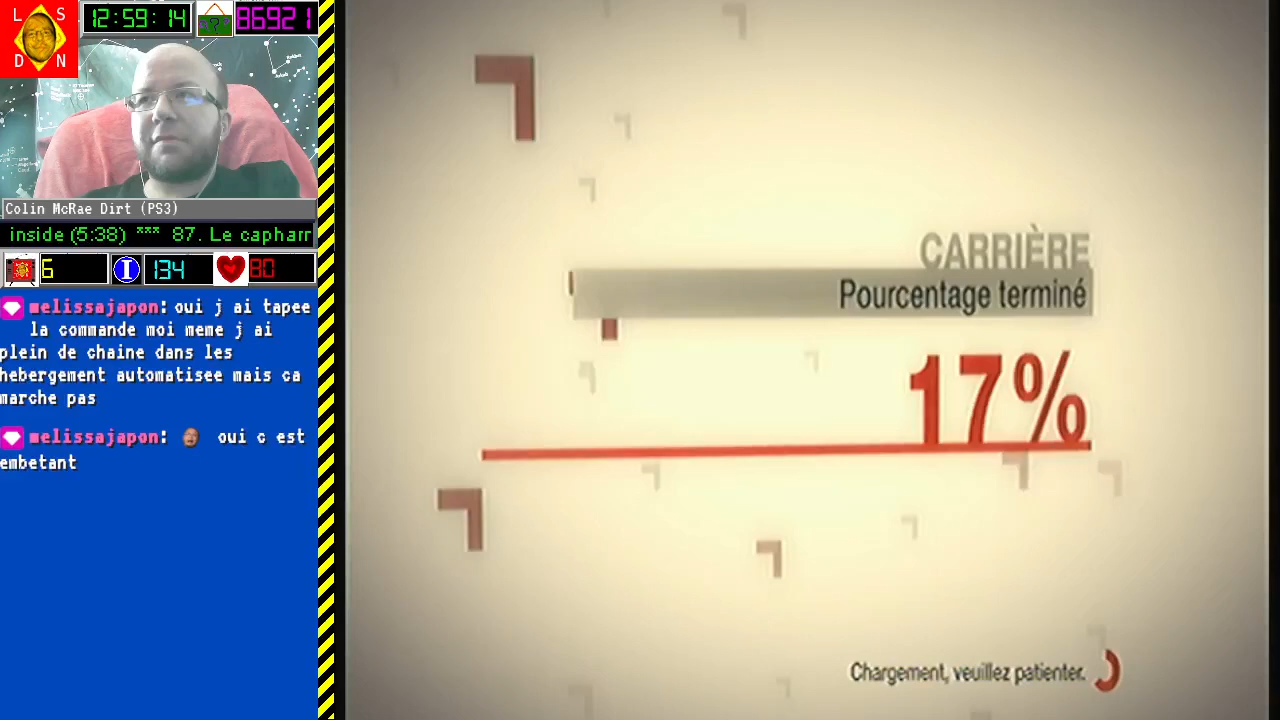 L S
D N
12:59:14
86921
Colin McRae Dirt (PS3)
inside (5:38) *** 87. Le capharr
6
134
80
melissajapon: oui j ai tapee
la commande moi meme j ai
plein de chaine dans les
hebergement automatisee mais ca
marche pas
melissajapon: oui c est
embetant
CARRIÈRE
Pourcentage terminé
17%
Chargement, veuillez patienter.